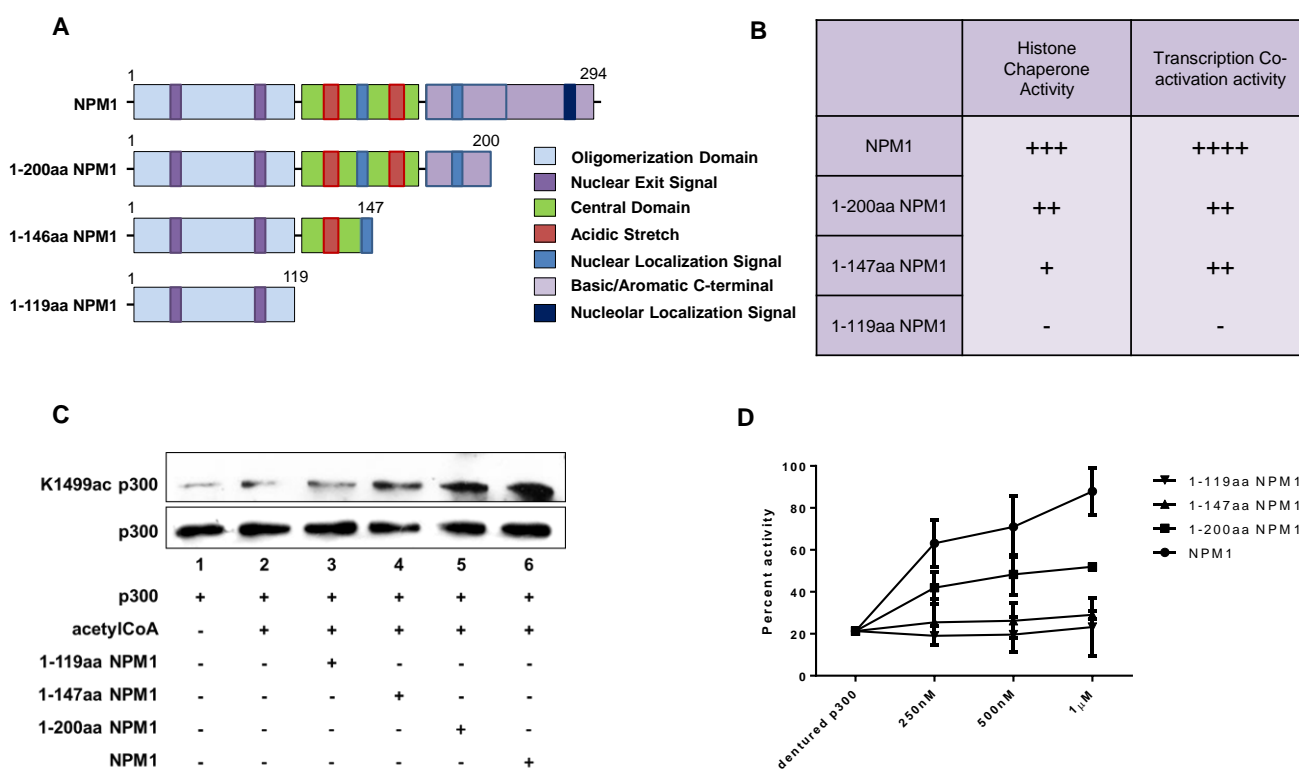 A
1
294
NPM1
1
200
1-200aa NPM1
1
147
1-146aa NPM1
1
119
1-119aa NPM1
Oligomerization Domain
Nuclear Exit Signal
Central Domain
Acidic Stretch
Nuclear Localization Signal
Basic/Aromatic C-terminal
Nucleolar Localization Signal
B
Histone
Chaperone
Activity
Transcription Co-
activation activity
NPM1 +++ ++++
1-200aa NPM1 ++ ++
1-147aa NPM1 + ++
1-119aa NPM1 - -
C
K1499ac p300
p300
1 2 3 4 5 6
p300 + + + + + +
acetylCoA - + + + + +
1-119aa NPM1 - - + - - -
1-147aa NPM1 - - - + - -
1-200aa NPM1 - - - - + -
NPM1 - - - - - +
D
Percent activity
100
80
60
40
20
0
dentured p300
250nM
500nM
1µM
1-119aa NPM1
1-147aa NPM1
1-200aa NPM1
NPM1